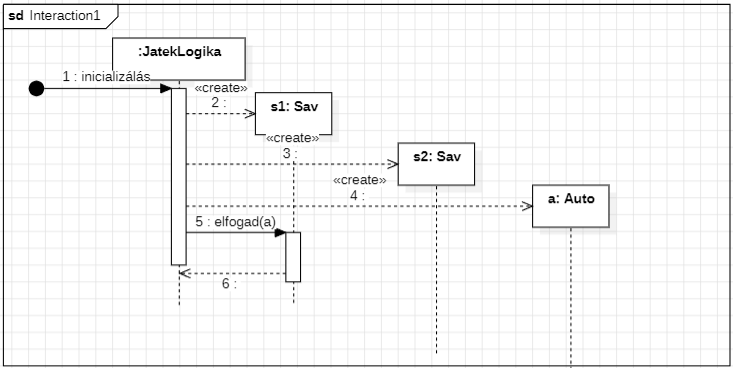 sd Interaction1
:JatekLogika
1 : inicializálás
«create»
2 :
s1: Sav
«create»
3 :
s2: Sav
«create»
4 :
a: Auto
5 : elfogad(a)
6 :